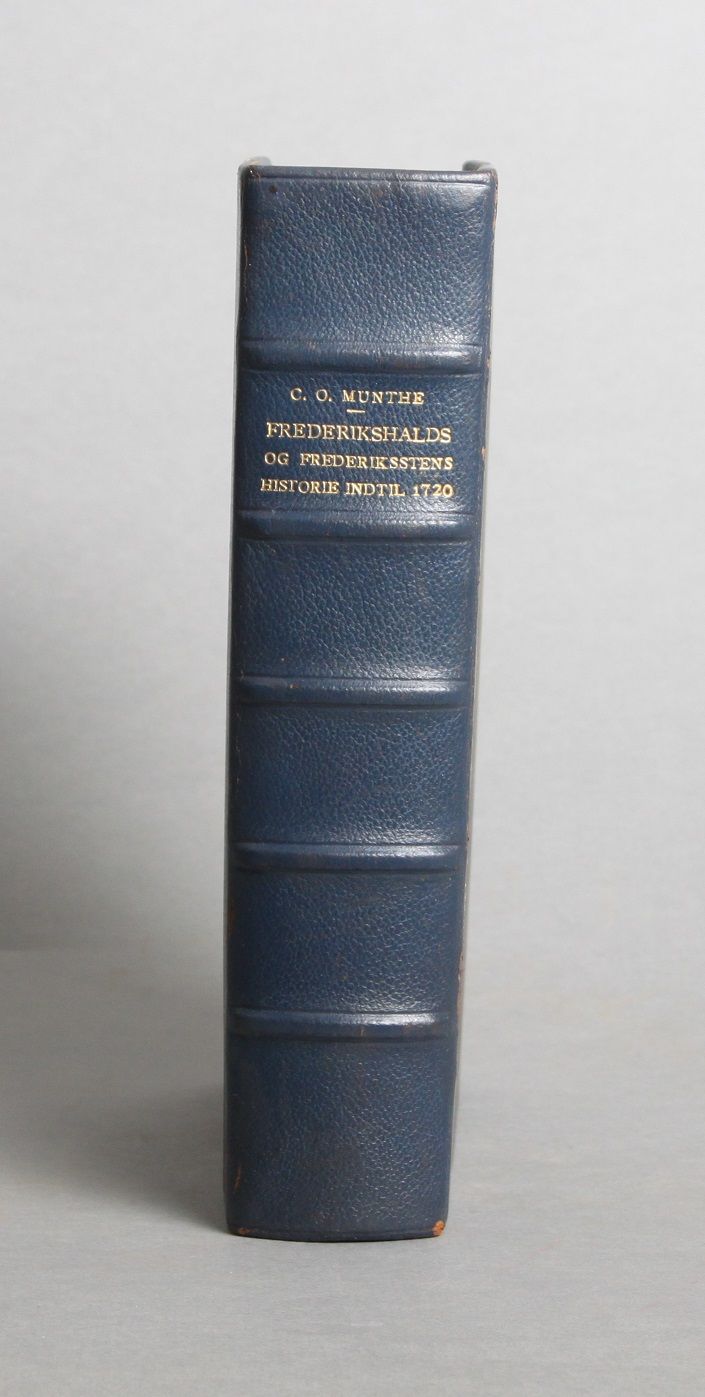 C. O. MUNTHE
FREDERIKSHALDS
OG FREDERIKSSTENS
HISTORIE INDTIL 1720